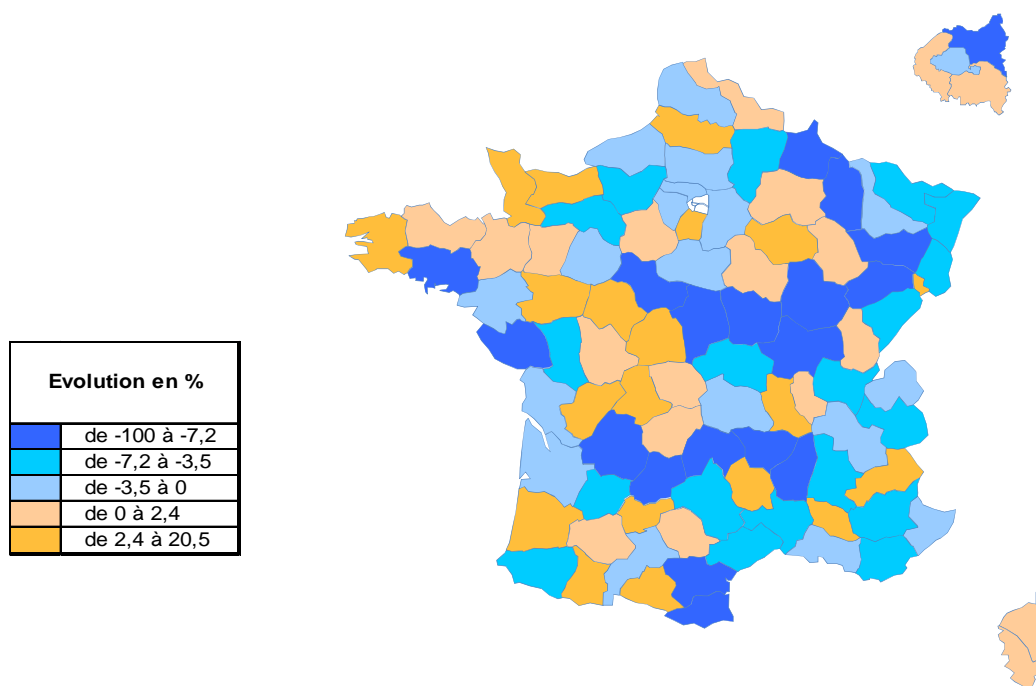 Evolution en %
de -100 à -7,2
de -7,2 à -3,5
de -3,5 à 0
de 0 à 2,4
de 2,4 à 20,5